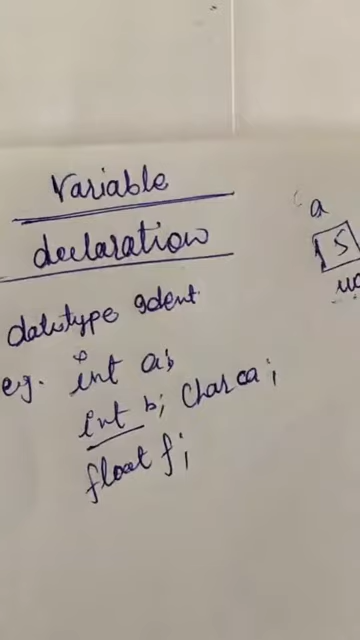 Variable
declaration
datatype ident
eg. int a;
int b; Char ca;
float f;
a
5